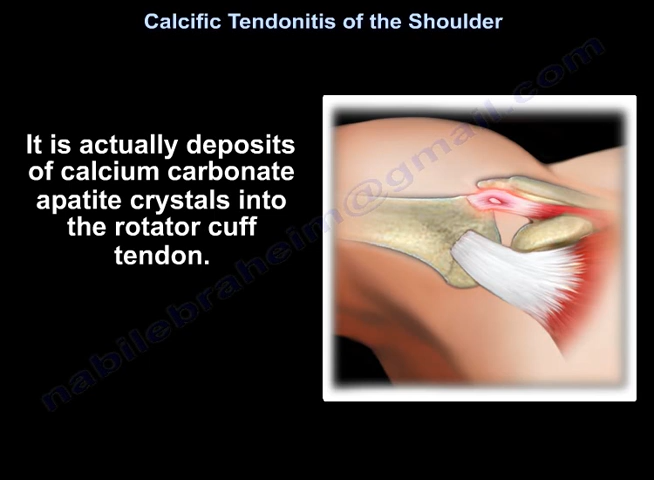 Calcific Tendonitis of the Shoulder
It is actually deposits
of calcium carbonate
apatite crystals into
the rotator cuff
tendon.
nabilebraheim@gmail.com